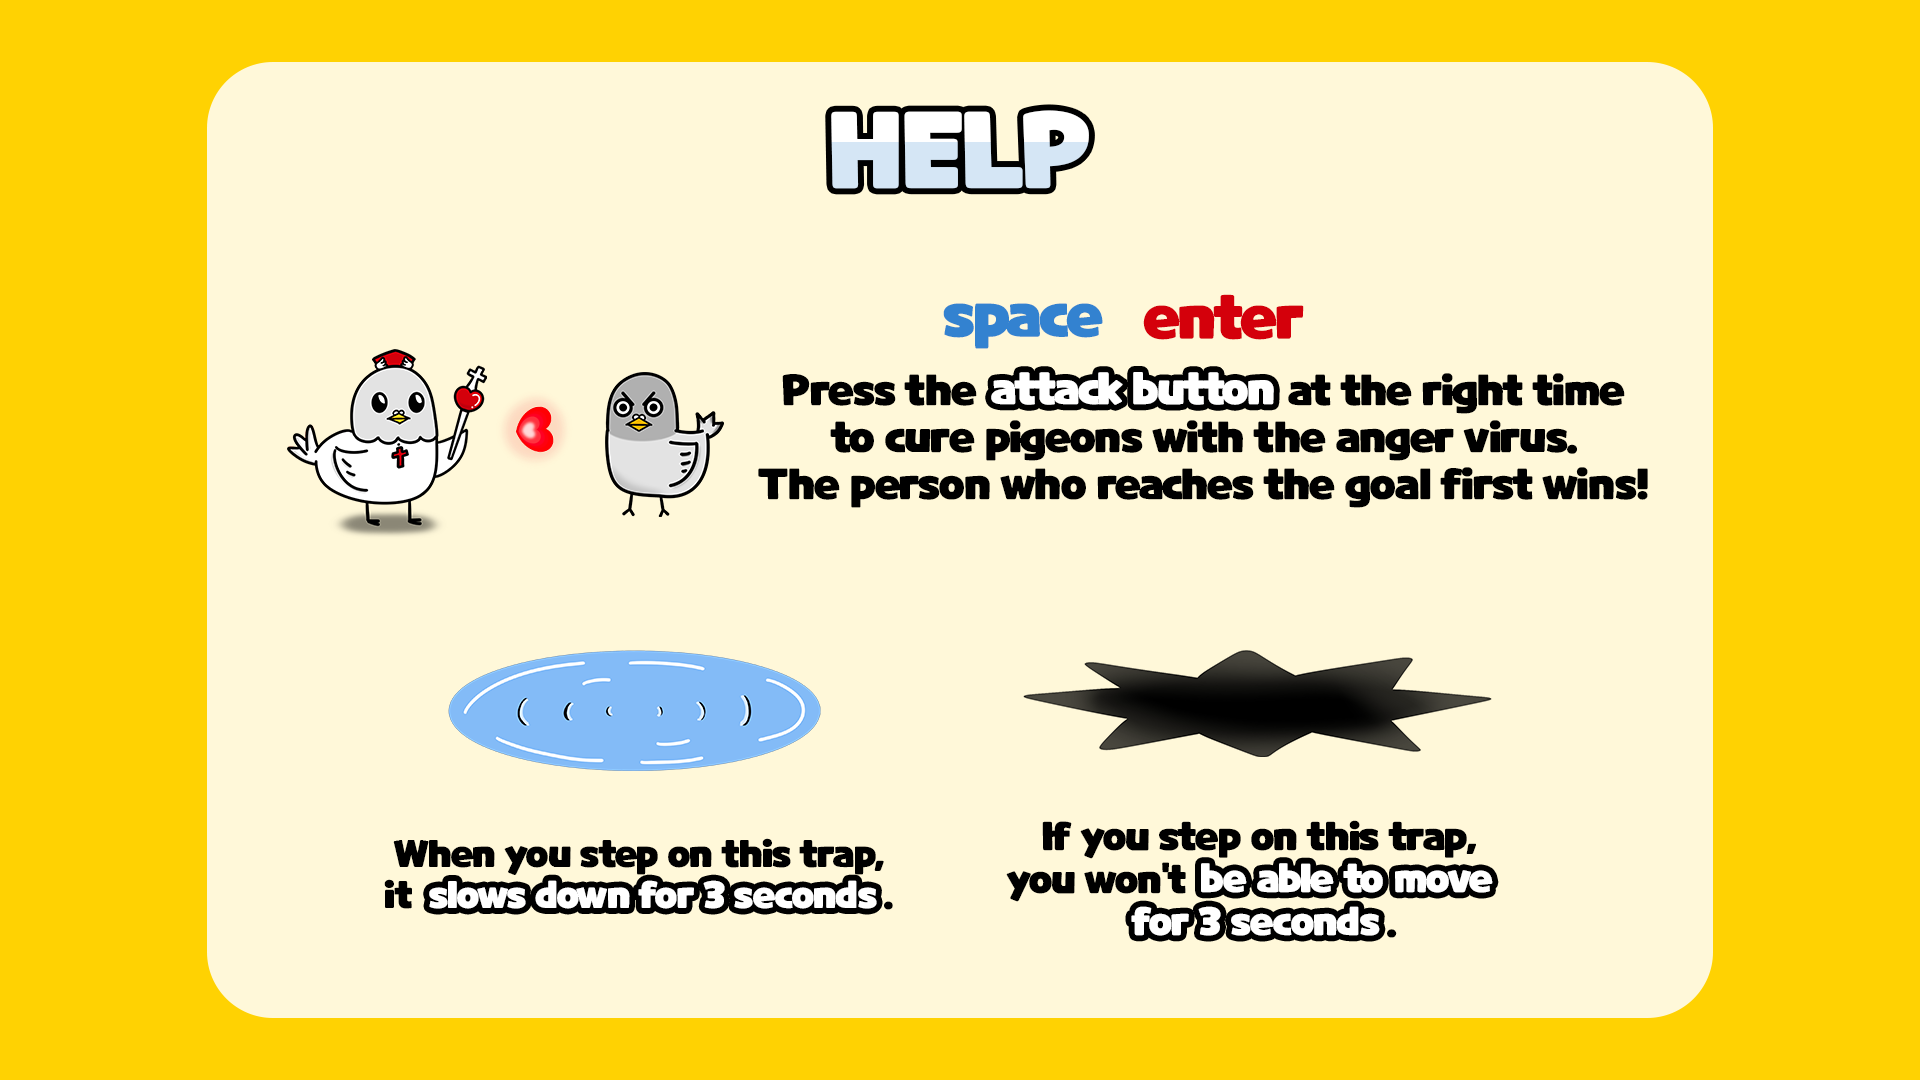 HELP
space enter
Press the attack button at the right time
to cure pigeons with the anger virus.
The person who reaches the goal first wins!
When you step on this trap,
it slows down for 3 seconds.
If you step on this trap,
you won't be able to move
for 3 seconds.